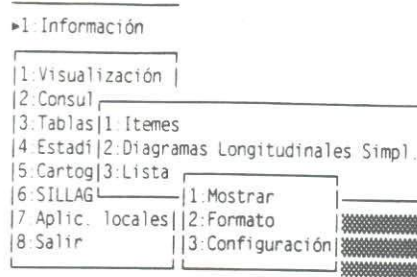 ►1:Información
1:Visualización
2:Consul
3:Tablas 1:Itemes
4:Estadí 2:Diagramas Longitudinales Simpl.
5:Cartog 3:Lista
6:SILLAG 1:Mostrar
7:Aplic. locales 2:Formato
8:Salir 3:Configuración